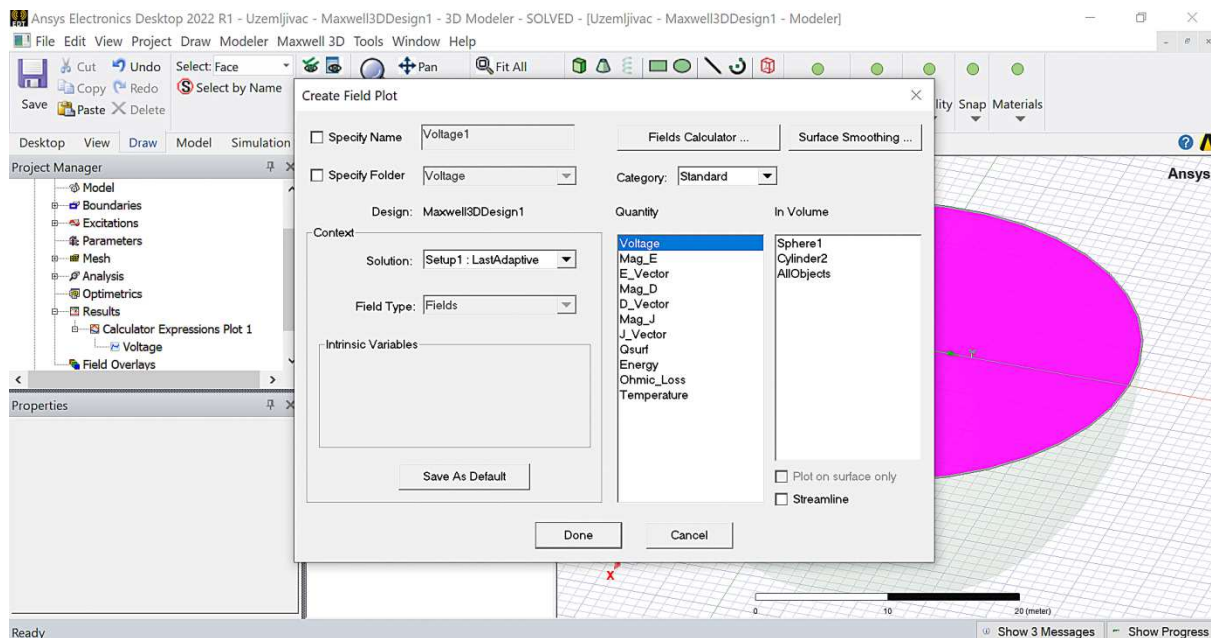 Ansys Electronics Desktop 2022 R1 - Uzemljivac - Maxwell3DDesign1 - 3D Modeler - SOLVED - [Uzemljivac - Maxwell3DDesign1 - Modeler]
File Edit View Project Draw Modeler Maxwell 3D Tools Window Help
Cut Undo Select: Face Pan Fit All
Copy Redo Select by Name
Save Paste Delete
lity Snap Materials
Desktop View Draw Model Simulation
Project Manager
Model
Boundaries
Excitations
Parameters
Mesh
Analysis
Optimetrics
Results
Calculator Expressions Plot 1
Voltage
Field Overlays
Properties
Create Field Plot
Specify Name Voltage1 Fields Calculator ... Surface Smoothing ...
Specify Folder Voltage Category: Standard
Design: Maxwell3DDesign1 Quantity In Volume
Context
Solution: Setup1 : LastAdaptive
Field Type: Fields
Intrinsic Variables
Save As Default
Voltage
Mag_E
E_Vector
Mag_D
D_Vector
Mag_J
J_Vector
Qsurf
Energy
Ohmic_Loss
Temperature
Sphere1
Cylinder2
AllObjects
Plot on surface only
Streamline
Done Cancel
Ansys
Y
X
0 10 20 (meter)
Ready Show 3 Messages Show Progress